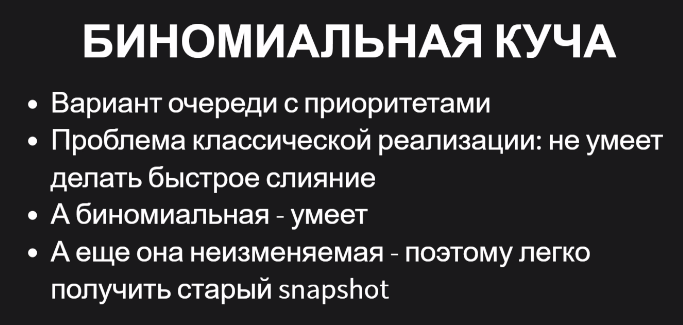 БИНОМИАЛЬНАЯ КУЧА
• Вариант очереди с приоритетами
• Проблема классической реализации: не умеет
делать быстрое слияние
• А биномиальная - умеет
• А еще она неизменяемая - поэтому легко
получить старый snapshot